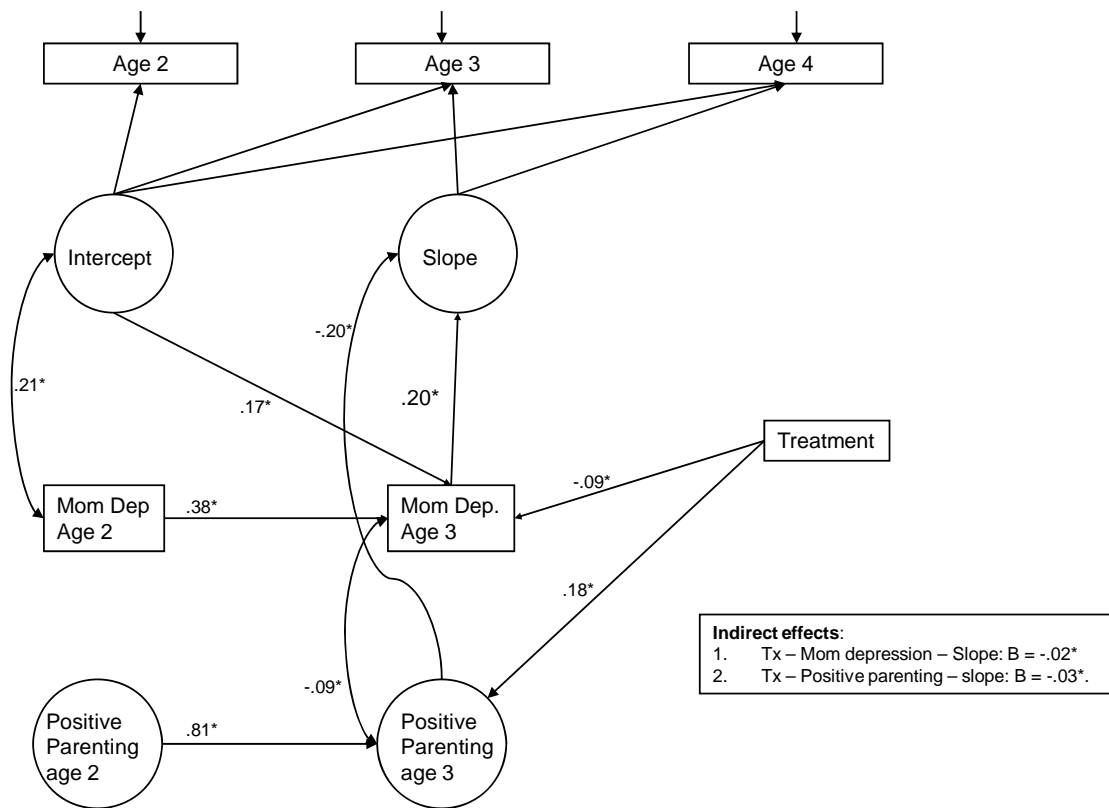 Age 2
Age 3
Age 4
Intercept
Slope
-.20*
.21*
.17*
.20*
Treatment
-.09*
Mom Dep
Age 2
.38*
Mom Dep.
Age 3
.18*
Indirect effects:
1. Tx – Mom depression – Slope: B = -.02*
2. Tx – Positive parenting – slope: B = -.03*.
-.09*
Positive
Parenting
age 2
.81*
Positive
Parenting
age 3